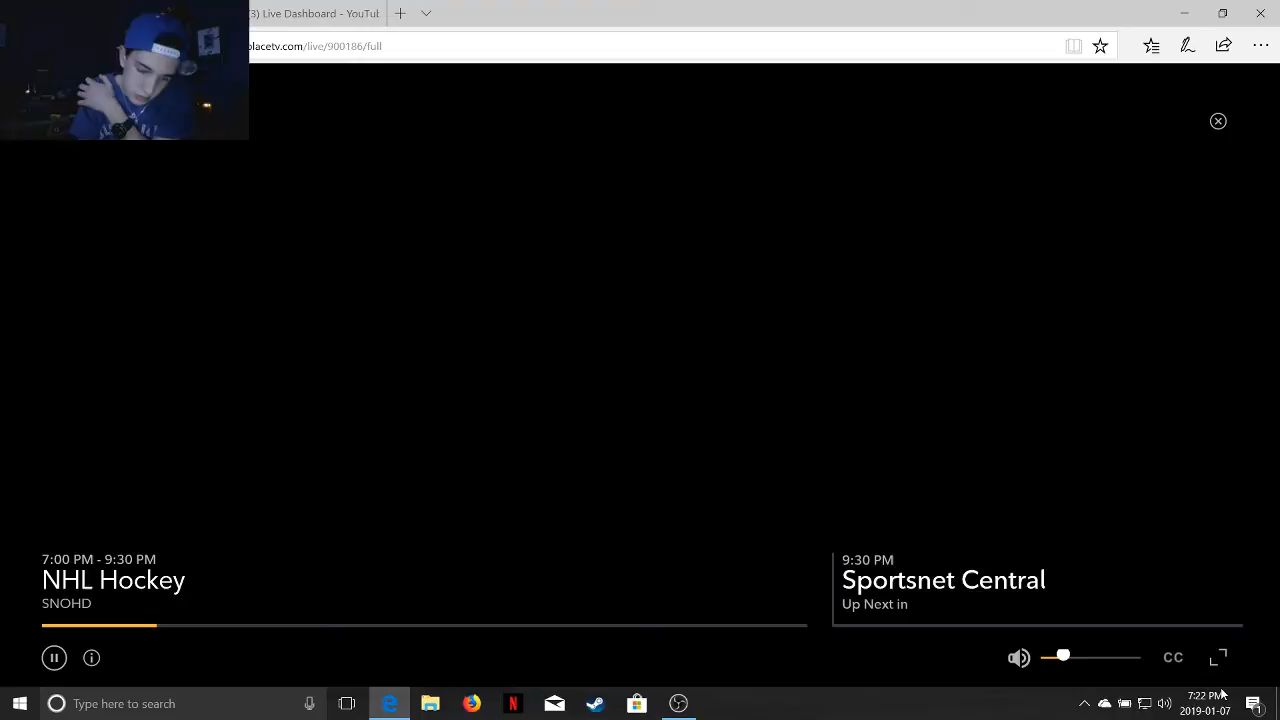 ) Live Dashboard - YouTub
placetv.com/live/900186/full
7:00 PM - 9:30 PM
NHL Hockey
SNOHD
9:30 PM
Sportsnet Central
Up Next in
CC
Type here to search
7:22 PM
2019-01-07